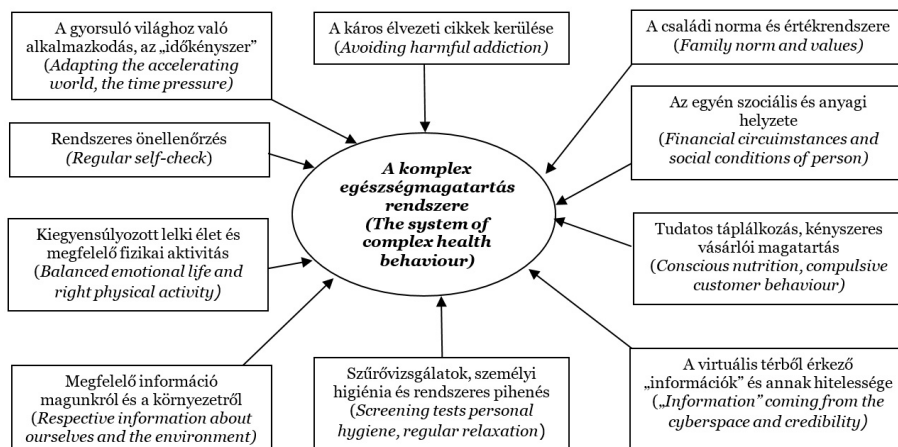 A gyorsuló világhoz való
alkalmazkodás, az „időkényszer”
(Adapting the accelerating
world, the time pressure)
A káros élvezeti cikkek kerülése
(Avoiding harmful addiction)
A családi norma és értékrendszere
(Family norm and values)
Rendszeres önellenőrzés
(Regular self-check)
Az egyén szociális és anyagi
helyzete
(Financial circumstances and
social conditions of person)
A komplex
egészségmagatartás
rendszere
(The system of
complex health
behaviour)
Kiegyensúlyozott lelki élet és
megfelelő fizikai aktivitás
(Balanced emotional life and
right physical activity)
Tudatos táplálkozás, kényszeres
vásárlói magatartás
(Conscious nutrition, compulsive
customer behaviour)
Megfelelő információ
magunkról és a környezetről
(Respective information about
ourselves and the environment)
Szűrővizsgálatok, személyi
higiénia és rendszeres pihenés
(Screening tests personal
hygiene, regular relaxation)
A virtuális térből érkező
„információk” és annak hitelessége
(„Information” coming from the
cyberspace and credibility)